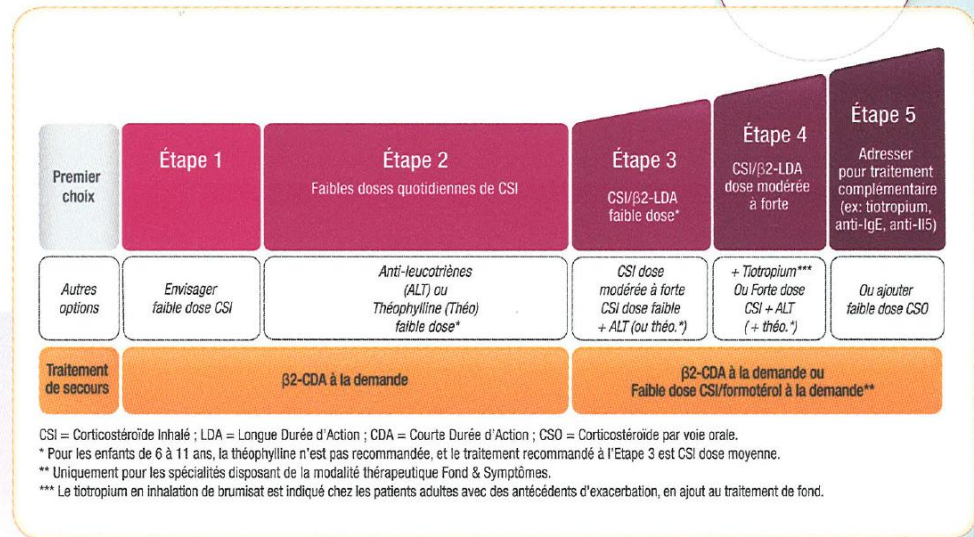 Premier
choix
Étape 1
Étape 2
Faibles doses quotidiennes de CSI
Étape 3
CSI/β2-LDA
faible dose*
Étape 4
CSI/β2-LDA
dose modérée
à forte
Étape 5
Adresser
pour traitement
complémentaire
(ex: tiotropium,
anti-IgE, anti-Il5)
Autres
options
Envisager
faible dose CSI
Anti-leucotriènes
(ALT) ou
Théophylline (Théo)
faible dose*
CSI dose
modérée à forte
CSI dose faible
+ ALT (ou théo.*)
+ Tiotropium***
Ou Forte dose
CSI + ALT
(+ théo.*)
Ou ajouter
faible dose CSO
Traitement
de secours
β2-CDA à la demande
β2-CDA à la demande ou
Faible dose CSI/formotérol à la demande**
CSI = Corticostéroïde Inhalé ; LDA = Longue Durée d'Action ; CDA = Courte Durée d'Action ; CSO = Corticostéroïde par voie orale.
* Pour les enfants de 6 à 11 ans, la théophylline n'est pas recommandée, et le traitement recommandé à l'Etape 3 est CSI dose moyenne.
** Uniquement pour les spécialités disposant de la modalité thérapeutique Fond & Symptômes.
*** Le tiotropium en inhalation de brumisat est indiqué chez les patients adultes avec des antécédents d'exacerbation, en ajout au traitement de fond.